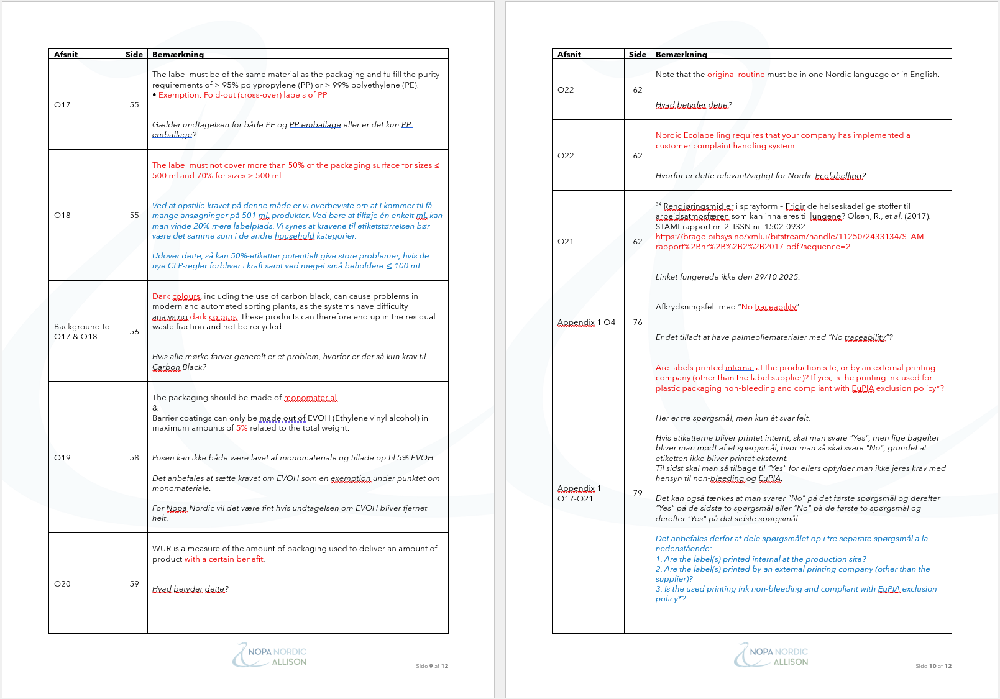 Afsnit Side Bemærkning
O17 55
The label must be of the same material as the packaging and fulfill the purity
requirements of > 95% polypropylene (PP) or > 99% polyethylene (PE).
• Exemption: Fold-out (cross-over) labels of PP
Gælder undtagelsen for både PE og PP emballage eller er det kun PP
emballage?
O18 55
The label must not cover more than 50% of the packaging surface for sizes ≤
500 ml and 70% for sizes > 500 ml.
Ved at opstille kravet på denne måde er vi overbeviste om at I kommer til få
mange ansøgninger på 501 mL produkter. Ved bare at tilføje én enkelt mL kan
man vinde 20% mere labelplads. Vi synes at kravene til etiketstørrelsen bør
være det samme som i de andre household kategorier.
Udover dette, så kan 50%-etiketter potentielt give store problemer, hvis de
nye CLP-regler forbliver i kraft samt ved meget små beholdere ≤ 100 mL.
Background to
O17 & O18
56
Dark colours, including the use of carbon black, can cause problems in
modern and automated sorting plants, as the systems have difficulty
analysing dark colours. These products can therefore end up in the residual
waste fraction and not be recycled.
Hvis alle mørke farver generelt er et problem, hvorfor er der så kun krav til
Carbon Black?
O19 58
The packaging should be made of monomaterial
&
Barrier coatings can only be made out of EVOH (Ethylene vinyl alcohol) in
maximum amounts of 5% related to the total weight.
Posen kan ikke både være lavet af monomateriale og tillade op til 5% EVOH.
Det anbefales at sætte kravet om EVOH som en exemption under punktet om
monomateriale.
For Nopa Nordic vil det være fint hvis undtagelsen om EVOH bliver fjernet
helt.
O20 59
WUR is a measure of the amount of packaging used to deliver an amount of
product with a certain benefit.
Hvad betyder dette?
NOPA NORDIC
ALLISON
Side 9 af 12
Afsnit Side Bemærkning
O22 62
Note that the original routine must be in one Nordic language or in English.
Hvad betyder dette?
O22 62
Nordic Ecolabelling requires that your company has implemented a
customer complaint handling system.
Hvorfor er dette relevant/vigtigt for Nordic Ecolabelling?
O21 62
34 Rengjøringsmidler i sprayform – Frigir de helseskadelige stoffer til
arbeidsatmosfæren som kan inhaleres til lungene? Olsen, R., et al. (2017).
STAMI-rapport nr. 2. ISSN nr. 1502-0932.
https://brage.bibsys.no/xmlui/bitstream/handle/11250/2433134/STAMI-
rapport%2Bnr%2B%2B2%2B2017.pdf?sequence=2
Linket fungerede ikke den 29/10 2025.
Appendix 1 O4 76
Afkrydsningsfelt med ”No traceability”.
Er det tilladt at have palmeoliematerialer med ”No traceability”?
Appendix 1
O17-O21
79
Are labels printed internal at the production site, or by an external printing
company (other than the label supplier)? If yes, is the printing ink used for
plastic packaging non-bleeding and compliant with EuPIA exclusion policy*?
Her er tre spørgsmål, men kun ét svar felt.
Hvis etiketterne bliver printet internt, skal man svare "Yes", men lige bagefter
bliver man mødt af et spørgsmål, hvor man så skal svare "No", grundet at
etiketten ikke bliver printet eksternt.
Til sidst skal man så tilbage til "Yes" for ellers opfylder man ikke jeres krav med
hensyn til non-bleeding og EuPIA.
Det kan også tænkes at man svarer "No" på det første spørgsmål og derefter
"Yes" på de sidste to spørgsmål eller "No" på de første to spørgsmål og
derefter "Yes" på det sidste spørgsmål.
Det anbefales derfor at dele spørgsmålet op i tre separate spørgsmål a la
nedenstående:
1. Are the label(s) printed internal at the production site?
2. Are the label(s) printed by an external printing company (other than the
supplier)?
3. Is the used printing ink non-bleeding and compliant with EuPIA exclusion
policy*?
NOPA NORDIC
ALLISON
Side 10 af 12